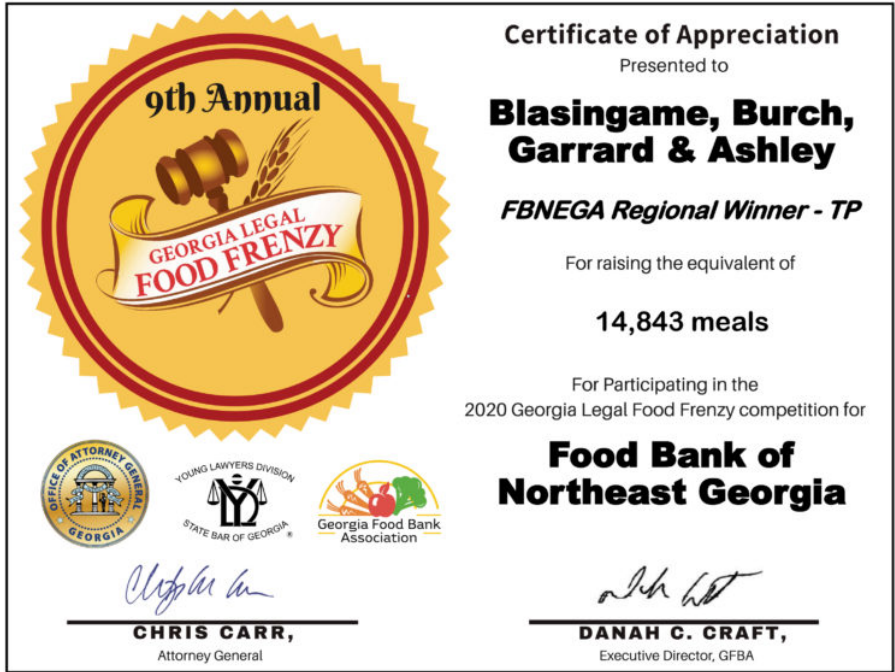 9th Annual
GEORGIA LEGAL
FOOD FRENZY
OFFICE OF ATTORNEY GENERAL
GEORGIA
YOUNG LAWYERS DIVISION
YLD
STATE BAR OF GEORGIA
®
Georgia Food Bank
Association
CHRIS CARR,
Attorney General
Certificate of Appreciation
Presented to
Blasingame, Burch,
Garrard & Ashley
FBNEGA Regional Winner - TP
For raising the equivalent of
14,843 meals
For Participating in the
2020 Georgia Legal Food Frenzy competition for
Food Bank of
Northeast Georgia
DANAH C. CRAFT,
Executive Director, GFBA